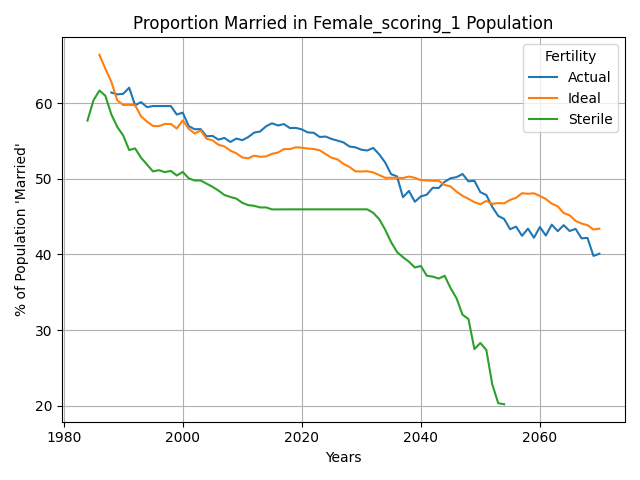 Proportion Married in Female_scoring_1 Population
% of Population 'Married'
60
50
40
30
20
Fertility
Actual
Ideal
Sterile
1980
2000
2020
2040
2060
Years